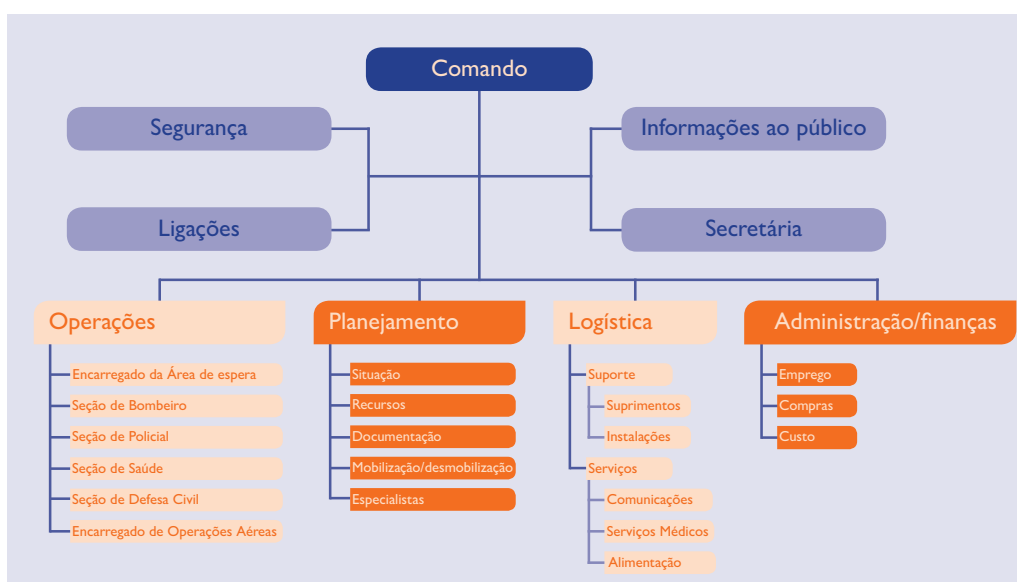 Comando
Segurança
Informações ao público
Ligações
Secretária
Operações
Encarregado da Área de espera
Seção de Bombeiro
Seção de Policial
Seção de Saúde
Seção de Defesa Civil
Encarregado de Operações Aéreas
Planejamento
Situação
Recursos
Documentação
Mobilização/desmobilização
Especialistas
Logística
Suporte
Suprimentos
Instalações
Serviços
Comunicações
Serviços Médicos
Alimentação
Administração/finanças
Emprego
Compras
Custo